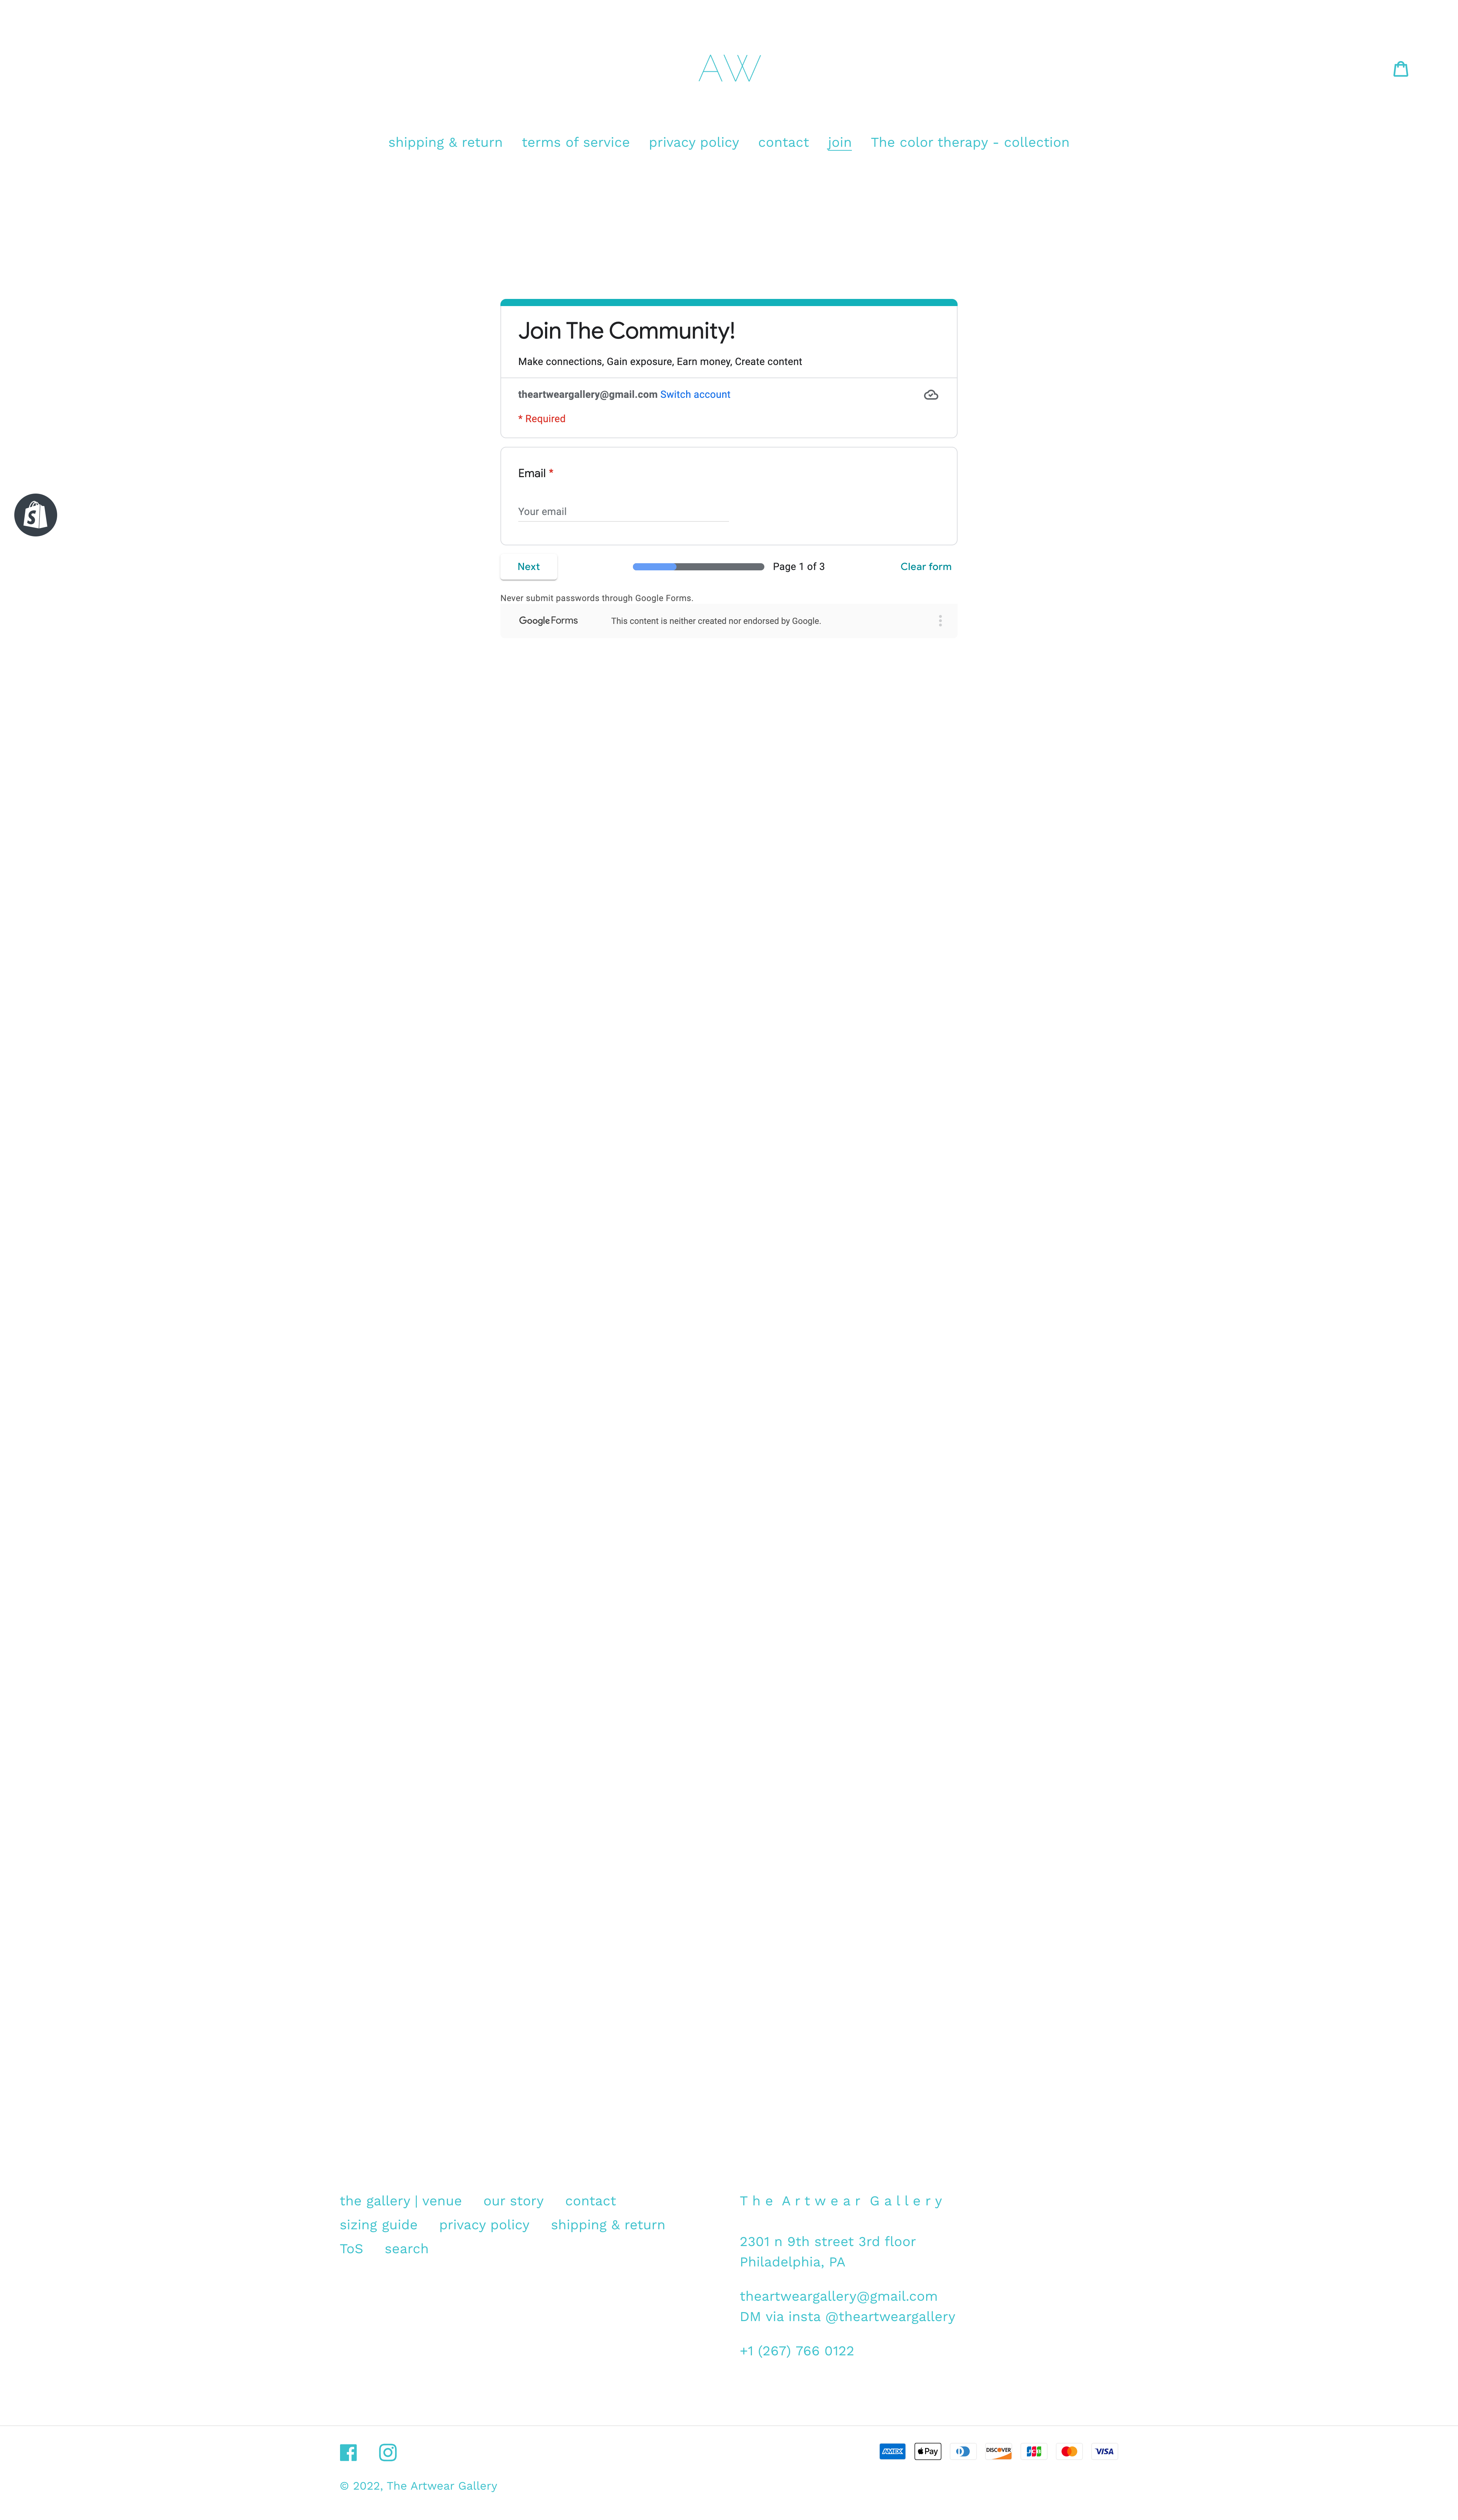 AW
shipping & return terms of service privacy policy contact join The color therapy - collection
Join The Community!
Make connections, Gain exposure, Earn money, Create content
theartweargallery@gmail.com Switch account
* Required
Email *
Your email
Next Page 1 of 3 Clear form
Never submit passwords through Google Forms.
Google Forms This content is neither created nor endorsed by Google.
the gallery | venue our story contact
sizing guide privacy policy shipping & return
ToS search
The Artwear Gallery
2301 n 9th street 3rd floor
Philadelphia, PA
theartweargallery@gmail.com
DM via insta @theartweargallery
+1 (267) 766 0122
AMEX Pay DISCOVER JCB VISA
© 2022, The Artwear Gallery